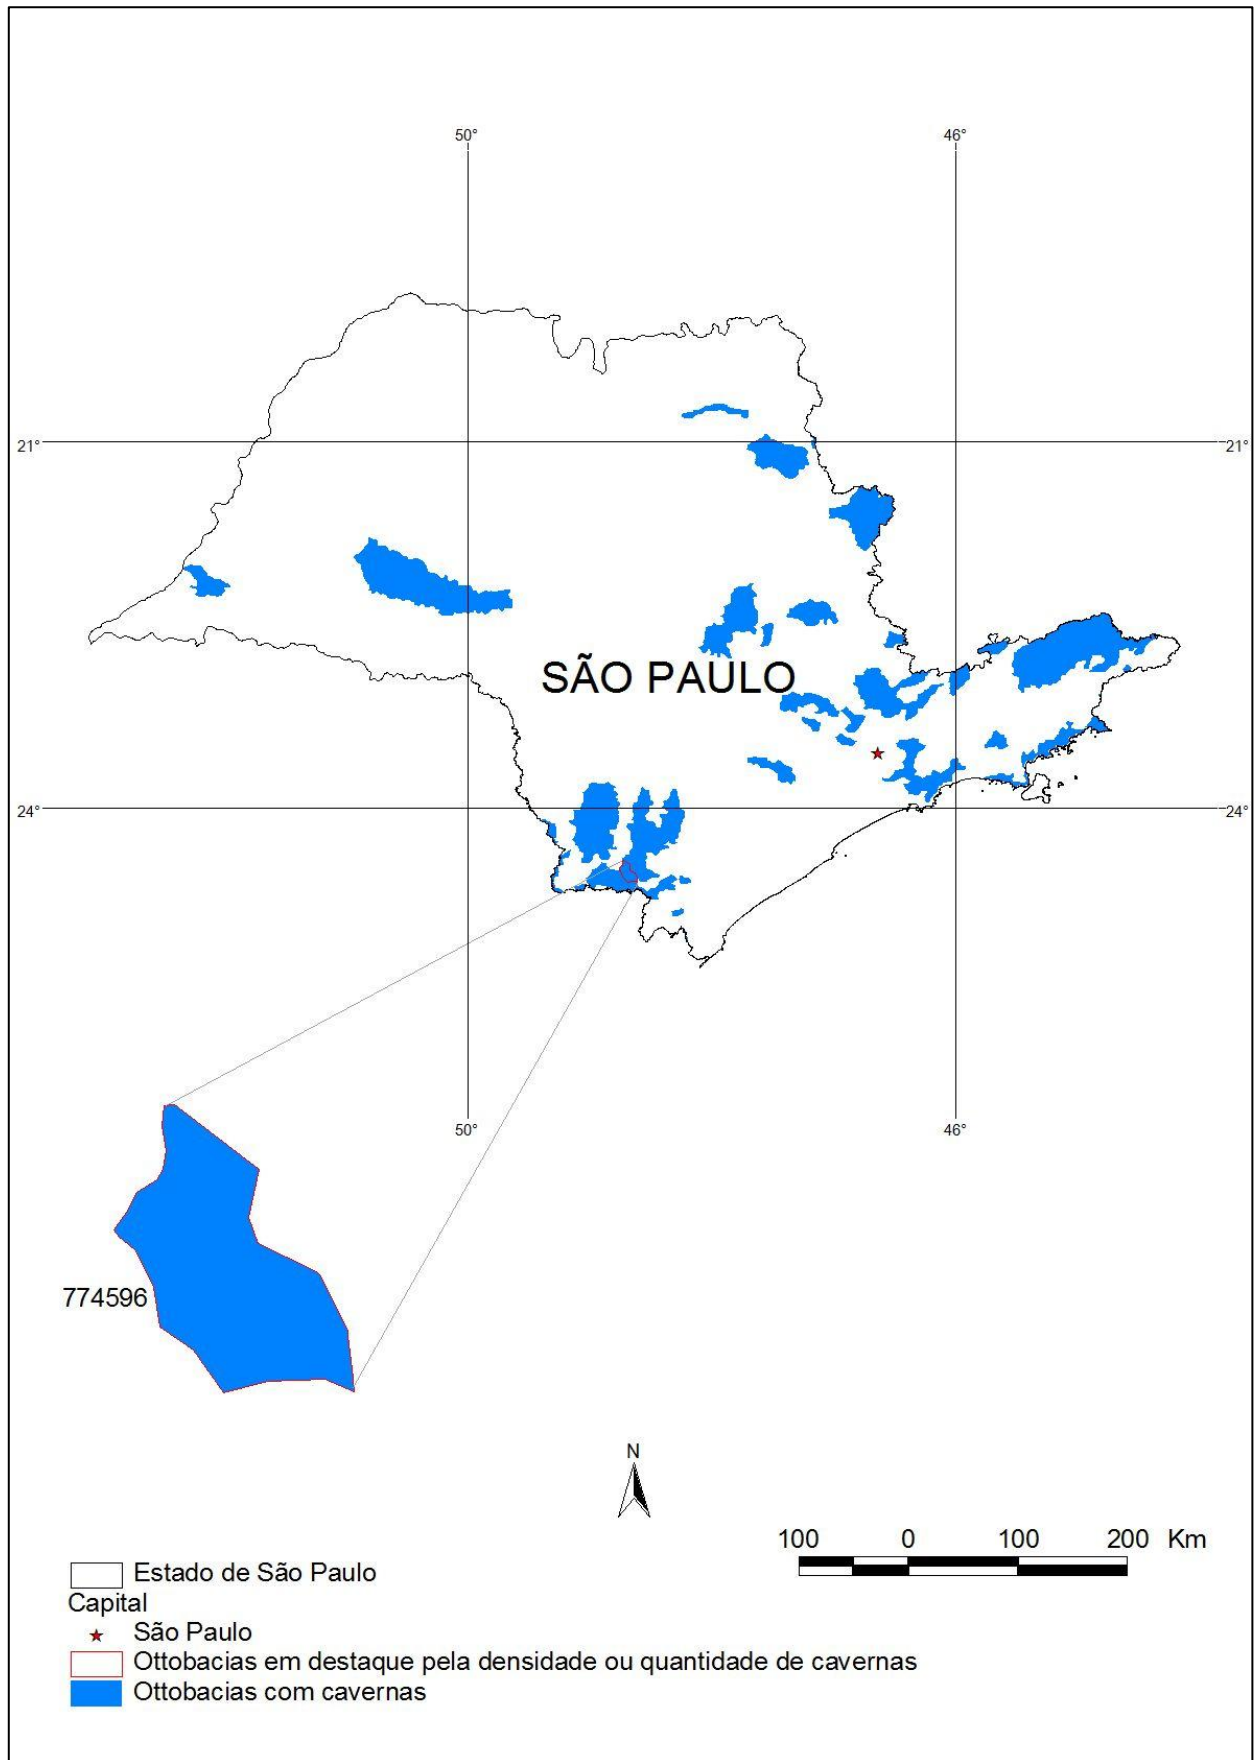 50° 46°
21° 21°
SÃO PAULO
24° 24°
50° 46°
774596
N
100 0 100 200 Km
Estado de São Paulo
Capital
São Paulo
Ottobacias em destaque pela densidade ou quantidade de cavernas
Ottobacias com cavernas